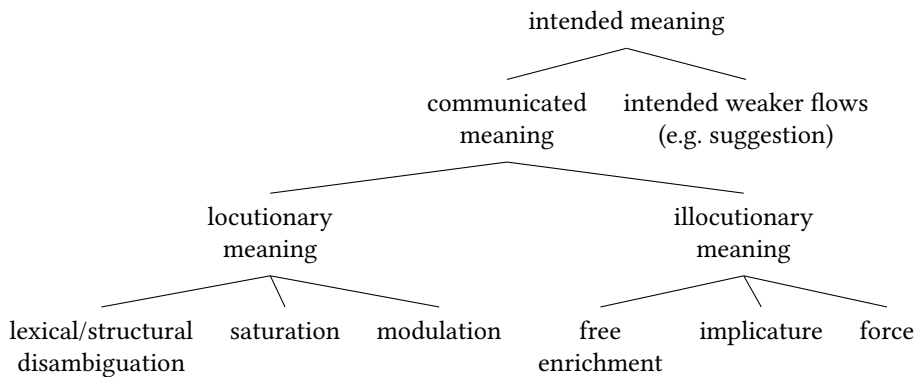 intended meaning
communicated
meaning
intended weaker flows
(e.g. suggestion)
locutionary
meaning
illocutionary
meaning
lexical/structural
disambiguation
saturation
modulation
free
enrichment
implicature
force